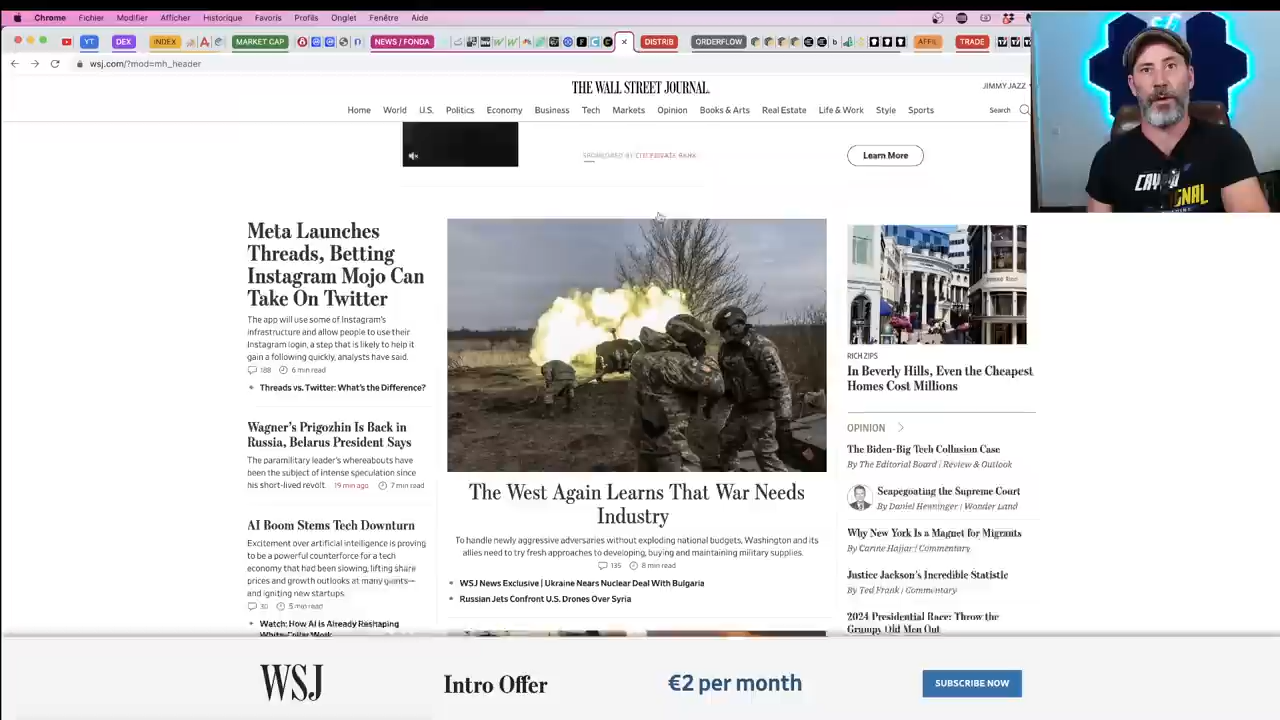 Chrome Fichier Modifier Afficher Historique Favoris Profils Onglet Fenêtre Aide
YT DEX INDEX MARKET CAP NEWS / FONDA DISTRIB ORDERFLOW AFFIL TRADE
wsj.com/?mod=mh_header
THE WALL STREET JOURNAL.
JIMMY JAZZ
Home World U.S. Politics Economy Business Tech Markets Opinion Books & Arts Real Estate Life & Work Style Sports
Search
SPONSORED BY
Learn More
Meta Launches
Threads, Betting
Instagram Mojo Can
Take On Twitter
The app will use some of Instagram's
infrastructure and allow people to use their
Instagram login, a step that is likely to help it
gain a following quickly, analysts have said.
188 6 min read
Threads vs. Twitter: What's the Difference?
Wagner's Prigozhin Is Back in
Russia, Belarus President Says
The paramilitary leader's whereabouts have
been the subject of intense speculation since
his short-lived revolt. 19 min ago 7 min read
AI Boom Stems Tech Downturn
Excitement over artificial intelligence is proving
to be a powerful counterforce for a tech
economy that had been slowing, lifting share
prices and growth outlooks at many giants—
and igniting new startups.
30 5 min read
Watch: How AI Is Already Reshaping
White-Collar Work
The West Again Learns That War Needs
Industry
To handle newly aggressive adversaries without exploding national budgets, Washington and its
allies need to try fresh approaches to developing, buying and maintaining military supplies.
135 8 min read
WSJ News Exclusive | Ukraine Nears Nuclear Deal With Bulgaria
Russian Jets Confront U.S. Drones Over Syria
RICH ZIPS
In Beverly Hills, Even the Cheapest
Homes Cost Millions
OPINION
The Biden-Big Tech Collusion Case
By The Editorial Board | Review & Outlook
Scapegoating the Supreme Court
By Daniel Henninger | Wonder Land
Why New York Is a Magnet for Migrants
By Carine Hajjar | Commentary
Justice Jackson's Incredible Statistic
By Ted Frank | Commentary
2024 Presidential Race: Throw the
Grumpy Old Men Out
WSJ
Intro Offer
€2 per month
SUBSCRIBE NOW